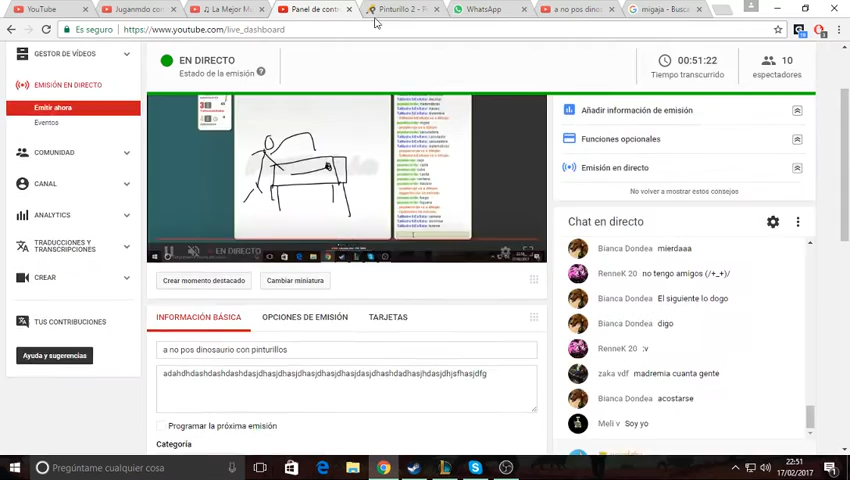 YouTube
Juganmdo con
La Mejor Mu
Panel de contr
Pinturillo 2 - P
WhatsApp
a no pos dinos
migaja - Busca
Es seguro
https://www.youtube.com/live_dashboard
GESTOR DE VÍDEOS
EMISIÓN EN DIRECTO
Emitir ahora
Eventos
COMUNIDAD
CANAL
ANALYTICS
TRADUCCIONES Y
TRANSCRIPCIONES
CREAR
TUS CONTRIBUCIONES
Ayuda y sugerencias
EN DIRECTO
Estado de la emisión
00:51:22
Tiempo transcurrido
10
espectadores
EN DIRECTO
Crear momento destacado
Cambiar miniatura
INFORMACIÓN BÁSICA
OPCIONES DE EMISIÓN
TARJETAS
a no pos dinosaurio con pinturillos
Programar la próxima emisión
Categoría
Añadir información de emisión
Funciones opcionales
Emisión en directo
No volver a mostrar estos consejos
Chat en directo
Bianca Dondea mierdaaa
RenneK 20 no tengo amigos (/+_+)/
Bianca Dondea El siguiente lo dogo
Bianca Dondea digo
RenneK 20 :v
zaka vdf madremia cuanta gente
Bianca Dondea acostarse
Meli v Soy yo
Pregúntame cualquier cosa
22:51
17/02/2017